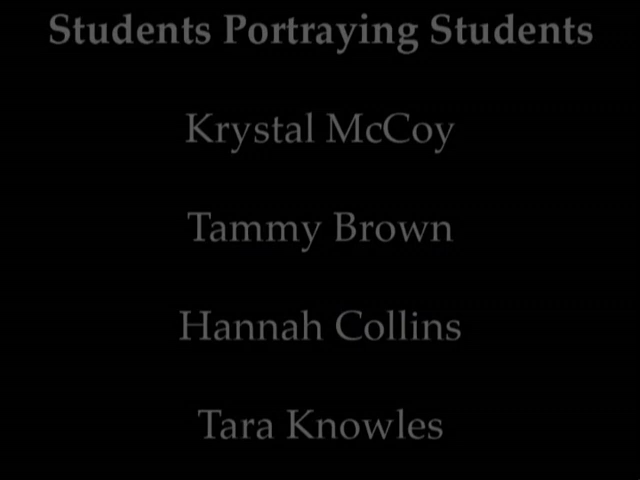 Students Portraying Students
Krystal McCoy
Tammy Brown
Hannah Collins
Tara Knowles